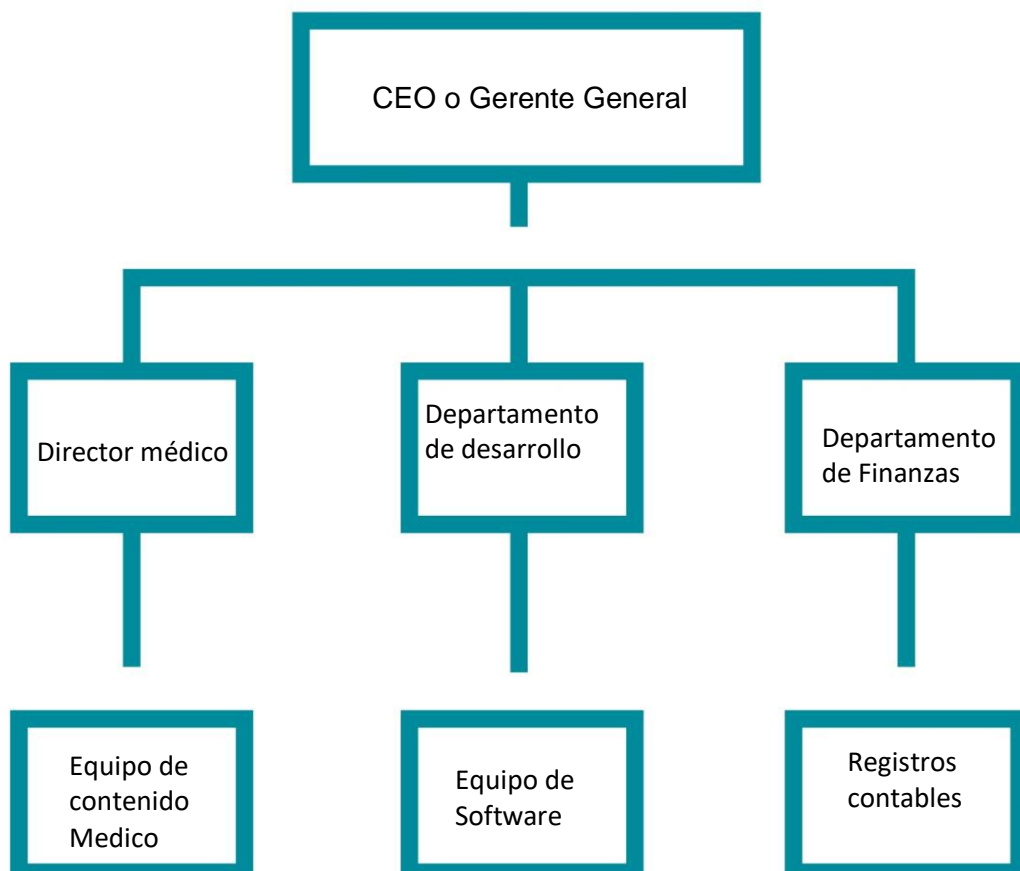 CEO o Gerente General
Director médico
Departamento
de desarrollo
Departamento
de Finanzas
Equipo de
contenido
Medico
Equipo de
Software
Registros
contables